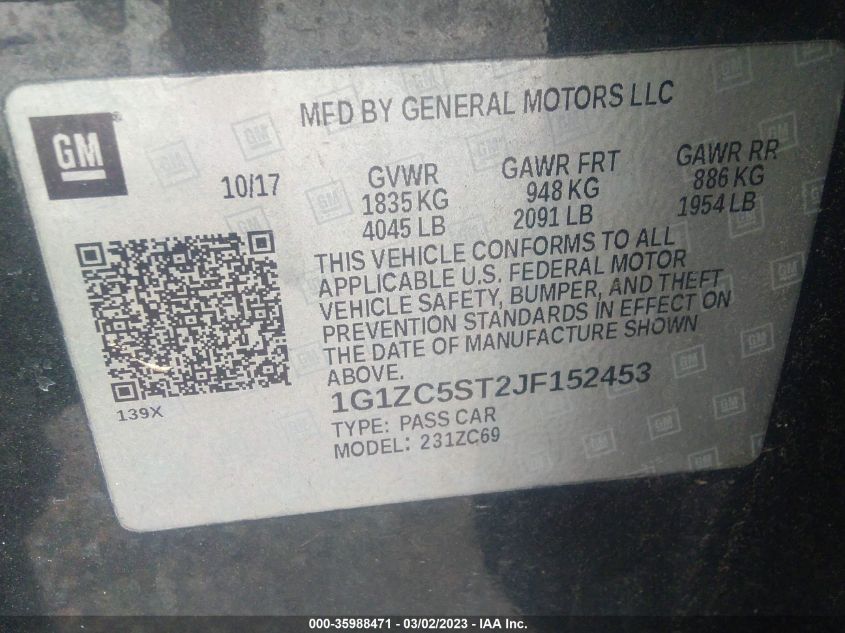 MFD BY GENERAL MOTORS LLC
GM
10/17
GVWR GAWR FRT GAWR RR
1835 KG 948 KG 886 KG
4045 LB 2091 LB 1954 LB
THIS VEHICLE CONFORMS TO ALL
APPLICABLE U.S. FEDERAL MOTOR
VEHICLE SAFETY, BUMPER, AND THEFT
PREVENTION STANDARDS IN EFFECT ON
THE DATE OF MANUFACTURE SHOWN
ABOVE.
1G1ZC5ST2JF152453
139X
TYPE: PASS CAR
MODEL: 231ZC69
000-35988471 - 03/02/2023 - IAA Inc.